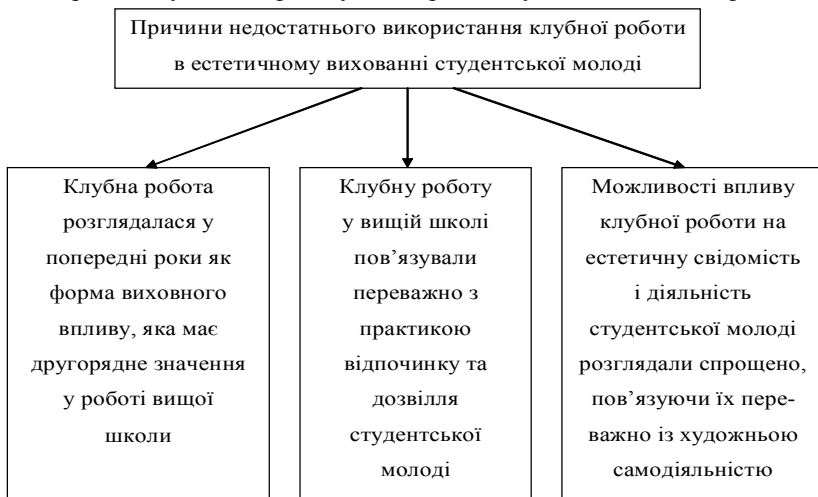 Причини недостатнього використання клубної роботи
в естетичному вихованні студентської молоді
Клубна робота
розглядалася у
попередні роки як
форма виховного
впливу, яка має
другорядне значення
у роботі вищої
школи
Клубну роботу
у вищій школі
пов’язували
переважно з
практикою
відпочинку та
дозвілля
студентської
молоді
Можливості впливу
клубної роботи на
естетичну свідомість
і діяльність
студентської молоді
розглядали спрощено,
пов’язуючи їх пере-
важно із художньою
самодіяльністю